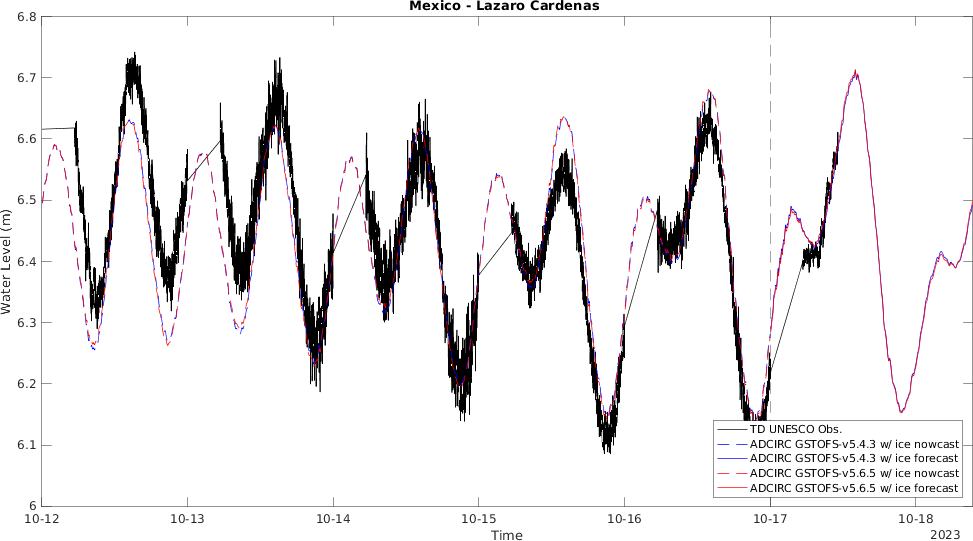 Mexico - Lazaro Cardenas
6.8
6.7
6.6
6.5
6.4
6.3
6.2
6.1
6
Water Level (m)
TD UNESCO Obs.
ADCIRC GSTOFS-v5.4.3 w/ ice nowcast
ADCIRC GSTOFS-v5.4.3 w/ ice forecast
ADCIRC GSTOFS-v5.6.5 w/ ice nowcast
ADCIRC GSTOFS-v5.6.5 w/ ice forecast
10-12 10-13 10-14 10-15 10-16 10-17 10-18
Time
2023